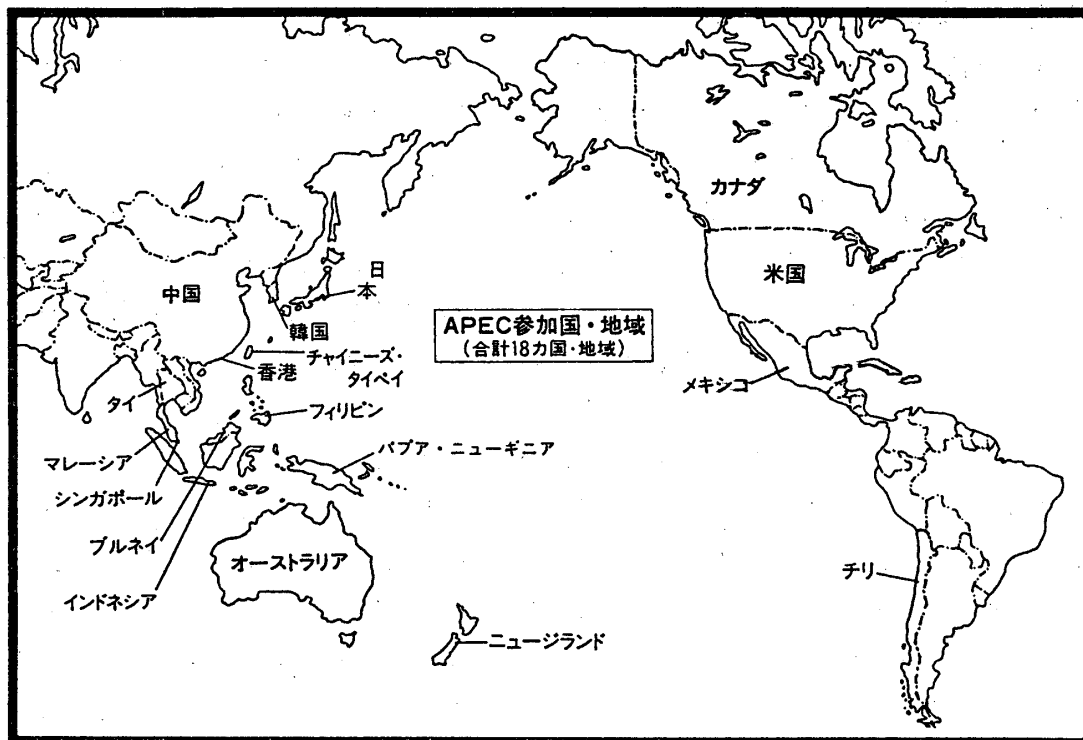 カナダ
米国
日
本
中国
韓国
APEC参加国・地域
(合計18カ国・地域)
チャイニーズ・
タイペイ
香港
メキシコ
タイ
フィリピン
パプア・ニューギニア
マレーシア
シンガポール
ブルネイ
オーストラリア
チリ
インドネシア
ニュージランド